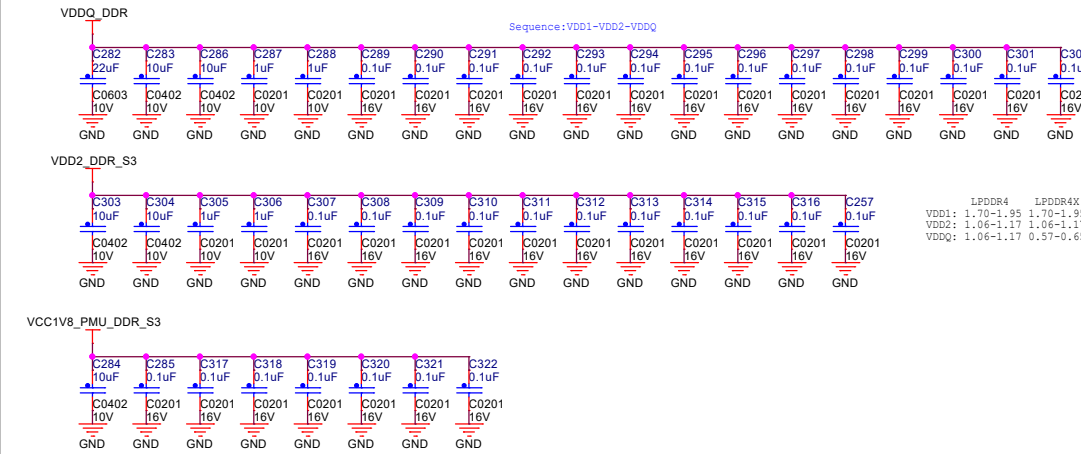 VDDQ_DDR
Sequence:VDD1-VDD2-VDDQ
C282 C283 C286 C287 C288 C289 C290 C291 C292 C293 C294 C295 C296 C297 C298 C299 C300 C301
22uF 10uF 10uF 1uF 1uF 0.1uF 0.1uF 0.1uF 0.1uF 0.1uF 0.1uF 0.1uF 0.1uF 0.1uF 0.1uF 0.1uF 0.1uF 0.1uF
C0603 C0402 C0402 C0201 C0201 C0201 C0201 C0201 C0201 C0201 C0201 C0201 C0201 C0201 C0201 C0201 C0201 C0201
10V 10V 10V 10V 10V 16V 16V 16V 16V 16V 16V 16V 16V 16V 16V 16V 16V 16V 16V
GND GND GND GND GND GND GND GND GND GND GND GND GND GND GND GND GND GND GND
VDD2_DDR_S3
C303 C304 C305 C306 C307 C308 C309 C310 C311 C312 C313 C314 C315 C316 C257
10uF 10uF 1uF 1uF 0.1uF 0.1uF 0.1uF 0.1uF 0.1uF 0.1uF 0.1uF 0.1uF 0.1uF 0.1uF 0.1uF
C0402 C0402 C0201 C0201 C0201 C0201 C0201 C0201 C0201 C0201 C0201 C0201 C0201 C0201 C0201
10V 10V 10V 10V 16V 16V 16V 16V 16V 16V 16V 16V 16V 16V 16V
GND GND GND GND GND GND GND GND GND GND GND GND GND GND GND
LPDDR4 LPDDR4X
VDD1: 1.70-1.95 1.70-1.95
VDD2: 1.06-1.17 1.06-1.17
VDDQ: 1.06-1.17 0.57-0.65
VCC1V8_PMU_DDR_S3
C284 C285 C317 C318 C319 C320 C321 C322
10uF 0.1uF 0.1uF 0.1uF 0.1uF 0.1uF 0.1uF 0.1uF
C0402 C0201 C0201 C0201 C0201 C0201 C0201 C0201
10V 16V 16V 16V 16V 16V 16V 16V
GND GND GND GND GND GND GND GND